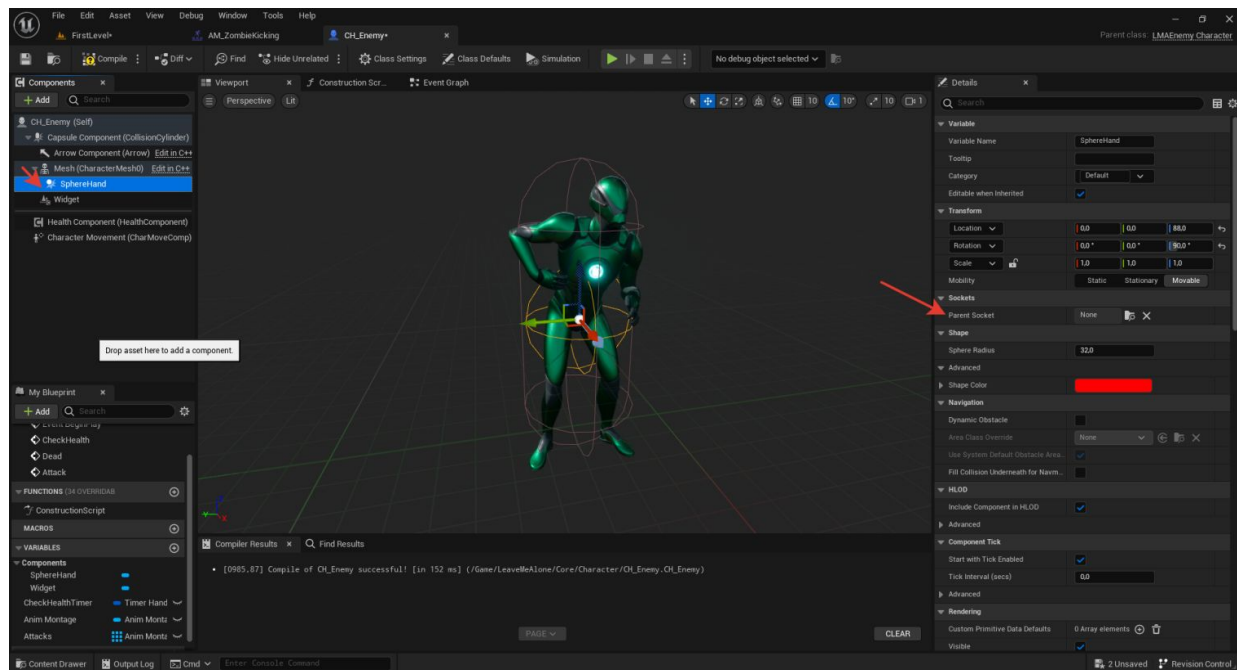 File Edit Asset View Debug Window Tools Help
FirstLevel•
AM_ZombieKicking
CH_Enemy•
Parent class: LMAEnemy Character
Compile
Diff
Find
Hide Unrelated
Class Settings
Class Defaults
Simulation
No debug object selected
Components
+ Add
Search
CH_Enemy (Self)
Capsule Component (CollisionCylinder)
Arrow Component (Arrow) Edit in C++
Mesh (CharacterMesh0) Edit in C++
SphereHand
Widget
Health Component (HealthComponent)
Character Movement (CharMoveComp)
Drop asset here to add a component.
My Blueprint
+ Add
Search
Event BeginPlay
CheckHealth
Dead
Attack
FUNCTIONS (34 OVERRIDAB
ConstructionScript
MACROS
VARIABLES
Components
SphereHand
Widget
CheckHealthTimer Timer Hand
Anim Montage Anim Monta
Attacks Anim Monta
Viewport
Construction Scr...
Event Graph
Perspective
Lit
10 10° 10 1
Compiler Results
Find Results
• [0985,87] Compile of CH_Enemy successful! [in 152 ms] (/Game/LeaveMeAlone/Core/Character/CH_Enemy.CH_Enemy)
PAGE
CLEAR
Details
Search
Variable
Variable Name SphereHand
Tooltip
Category Default
Editable when Inherited
Transform
Location 0,0 0,0 88,0
Rotation 0,0 ° 0,0 ° 90,0 °
Scale 1,0 1,0 1,0
Mobility Static Stationary Movable
Sockets
Parent Socket None
Shape
Sphere Radius 32,0
Advanced
Shape Color
Navigation
Dynamic Obstacle
Area Class Override None
Use System Default Obstacle Area..
Fill Collision Underneath for Navm..
HLOD
Include Component in HLOD
Advanced
Component Tick
Start with Tick Enabled
Tick Interval (secs) 0,0
Advanced
Rendering
Custom Primitive Data Defaults 0 Array elements
Visible
Content Drawer
Output Log
Cmd
Enter Console Command
2 Unsaved
Revision Control